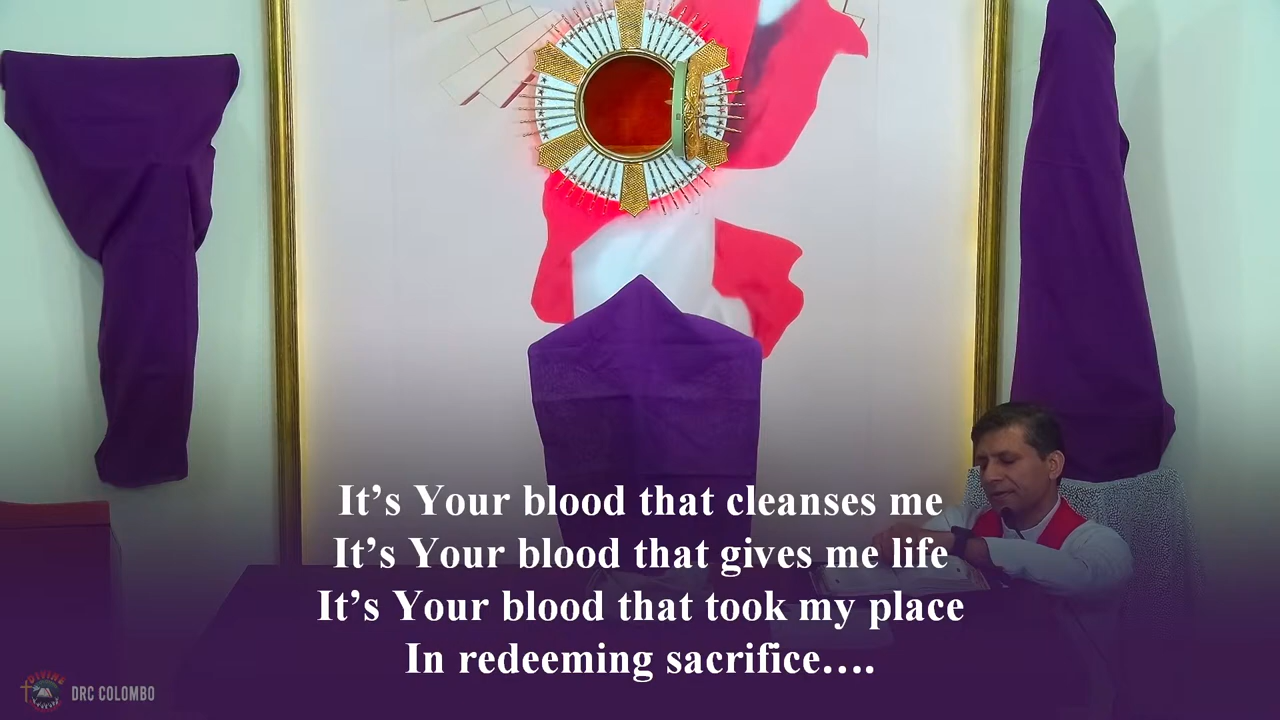 It’s Your blood that cleanses me
It’s Your blood that gives me life
It’s Your blood that took my place
In redeeming sacrifice….
DIVINE
DRC COLOMBO